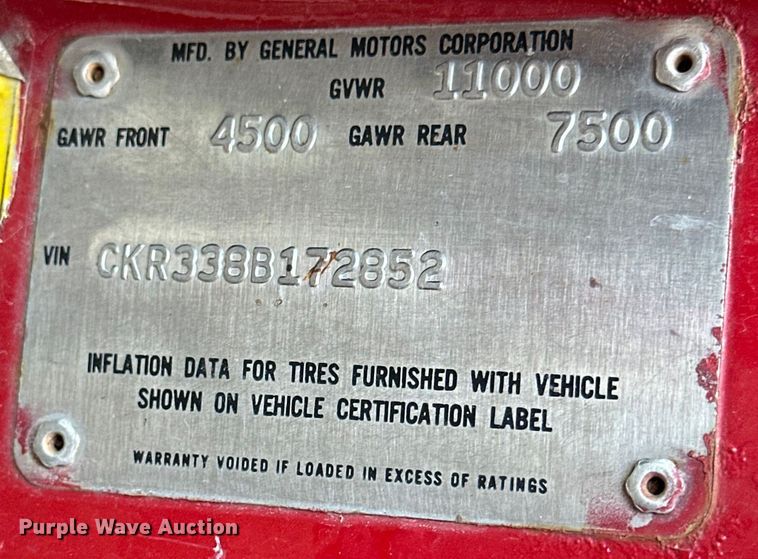 MFD. BY GENERAL MOTORS CORPORATION
GVWR 11000
GAWR FRONT 4500 GAWR REAR 7500
VIN CKR338B172852
INFLATION DATA FOR TIRES FURNISHED WITH VEHICLE
SHOWN ON VEHICLE CERTIFICATION LABEL
WARRANTY VOIDED IF LOADED IN EXCESS OF RATINGS
Purple Wave Auction